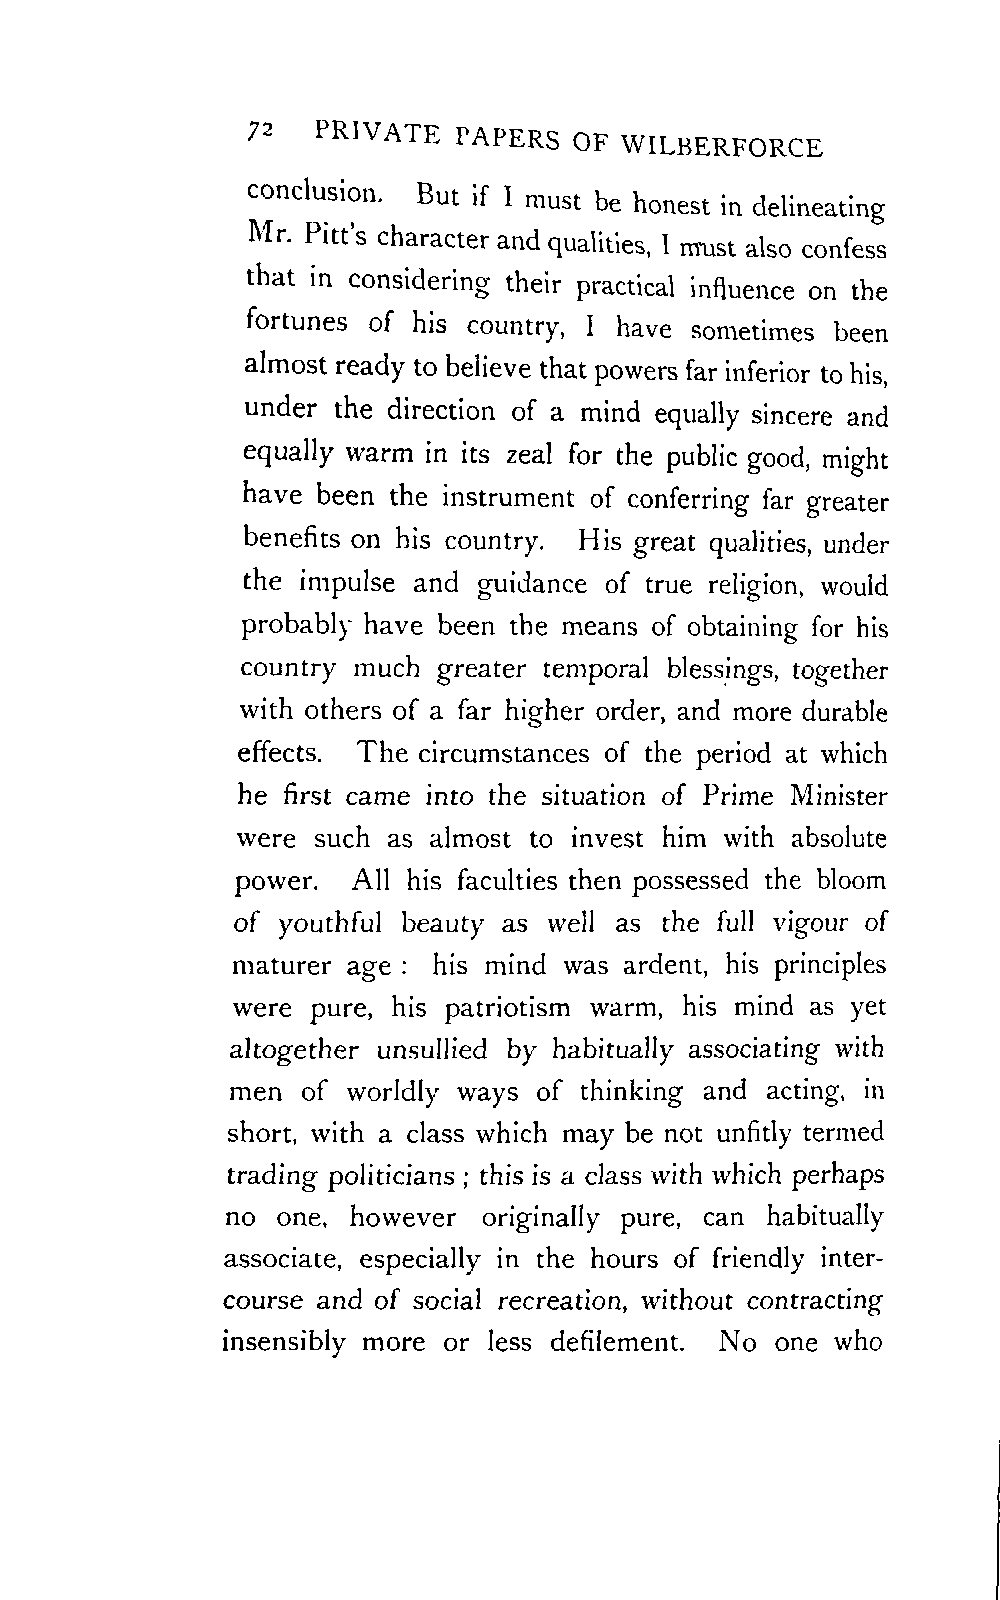 72 PRIVATE PAPERS OF WILBERFORCE
conclusion. But if I must be honest in delineating
Mr. Pitt's character and qualities, I must also confess
that in considering their practical influence on the
fortunes of his country, I have sometimes been
almost ready to believe that powers far inferior to his,
under the direction of a mind equally sincere and
equally warm in its zeal for the public good, might
have been the instrument of conferring far greater
benefits on his country. His great qualities, under
the impulse and guidance of true religion, would
probably have been the means of obtaining for his
country much greater temporal blessings, together
with others of a far higher order, and more durable
effects. The circumstances of the period at which
he first came into the situation of Prime Minister
were such as almost to invest him with absolute
power. All his faculties then possessed the bloom
of youthful beauty as well as the full vigour of
maturer age : his mind was ardent, his principles
were pure, his patriotism warm, his mind as yet
altogether unsullied by habitually associating with
men of worldly ways of thinking and acting, in
short, with a class which may be not unfitly termed
trading politicians ; this is a class with which perhaps
no one, however originally pure, can habitually
associate, especially in the hours of friendly inter-
course and of social recreation, without contracting
insensibly more or less defilement. No one who